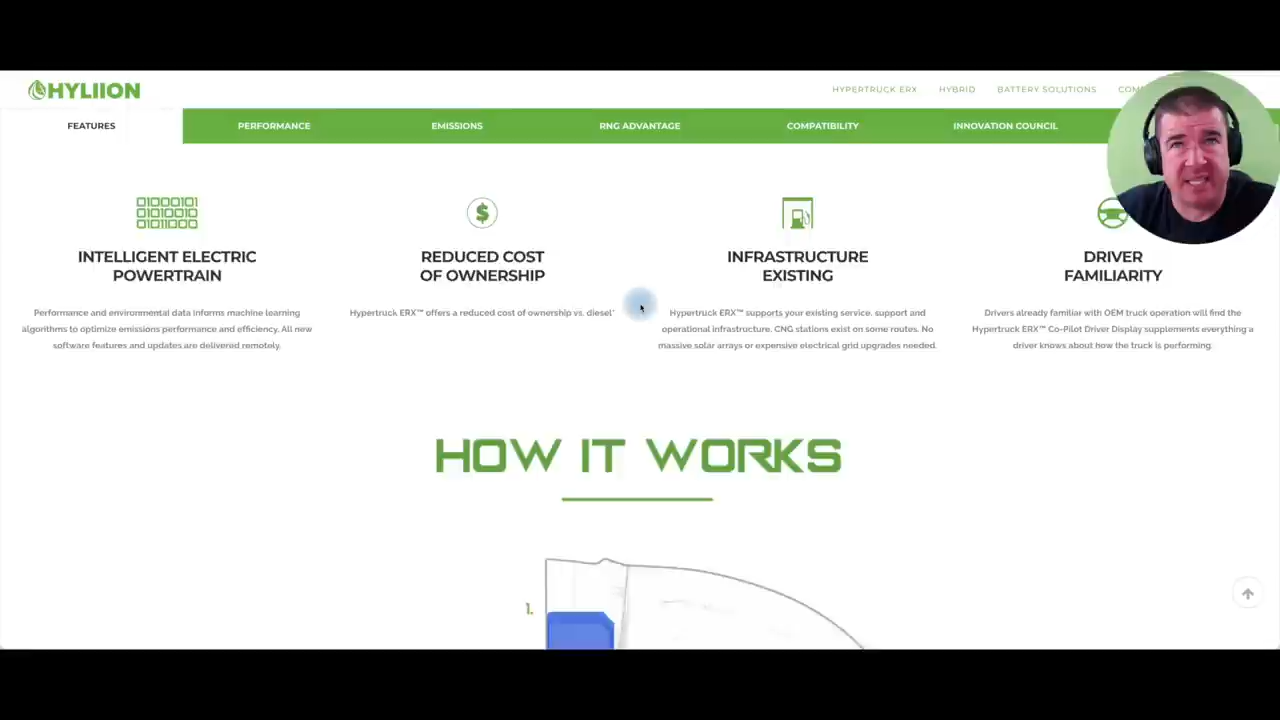 HYLIION
HYPERTRUCK ERX
HYBRID
BATTERY SOLUTIONS
FEATURES
PERFORMANCE
EMISSIONS
RNG ADVANTAGE
COMPATIBILITY
INNOVATION COUNCIL
01000101
01010010
01011000
INTELLIGENT ELECTRIC
POWERTRAIN
Performance and environmental data informs machine learning
algorithms to optimize emissions performance and efficiency. All new
software features and updates are delivered remotely.
$
REDUCED COST
OF OWNERSHIP
Hypertruck ERX™ offers a reduced cost of ownership vs. diesel*
INFRASTRUCTURE
EXISTING
Hypertruck ERX™ supports your existing service, support and
operational infrastructure. CNG stations exist on some routes. No
massive solar arrays or expensive electrical grid upgrades needed.
DRIVER
FAMILIARITY
Drivers already familiar with OEM truck operation will find the
Hypertruck ERX™ Co-Pilot Driver Display supplements everything a
driver knows about how the truck is performing.
HOW IT WORKS
1.